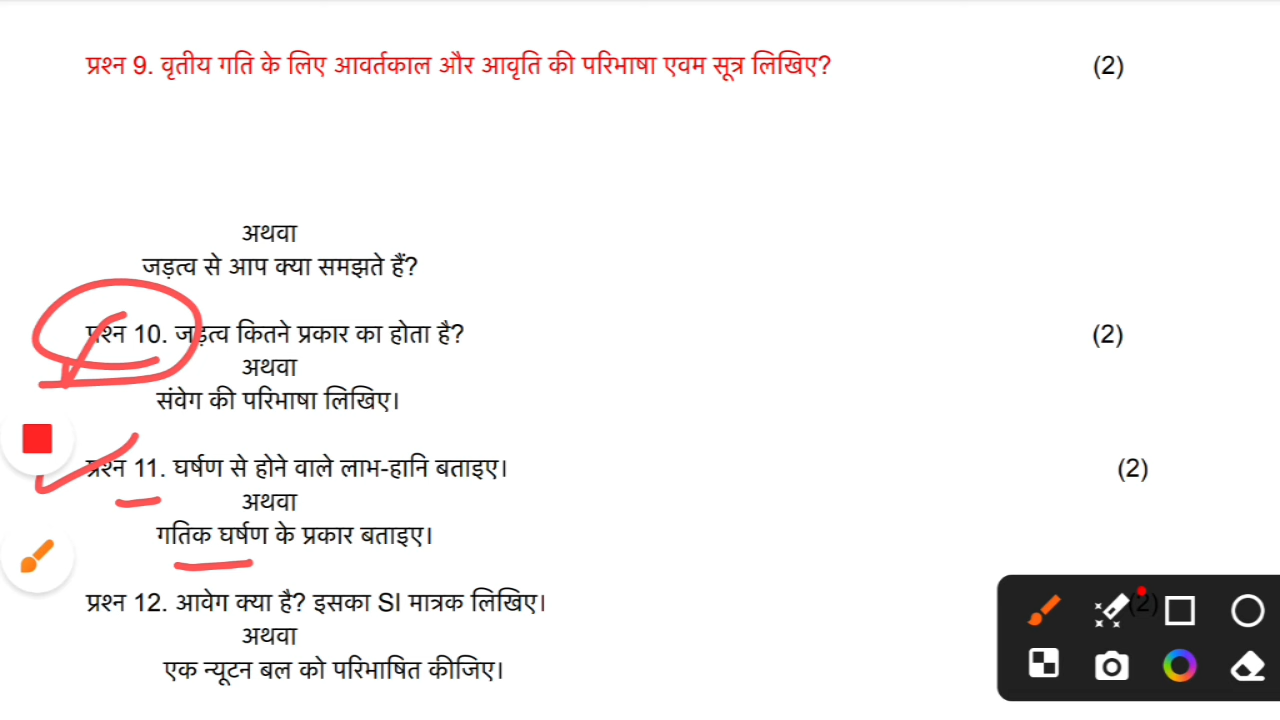 प्रश्न 9. वृतीय गति के लिए आवर्तकाल और आवृति की परिभाषा एवम सूत्र लिखिए? (2)
अथवा
जड़त्व से आप क्या समझते हैं?
प्रश्न 10. जड़त्व कितने प्रकार का होता है? (2)
अथवा
संवेग की परिभाषा लिखिए।
प्रश्न 11. घर्षण से होने वाले लाभ-हानि बताइए। (2)
अथवा
गतिक घर्षण के प्रकार बताइए।
प्रश्न 12. आवेग क्या है? इसका SI मात्रक लिखिए। (2)
अथवा
एक न्यूटन बल को परिभाषित कीजिए।